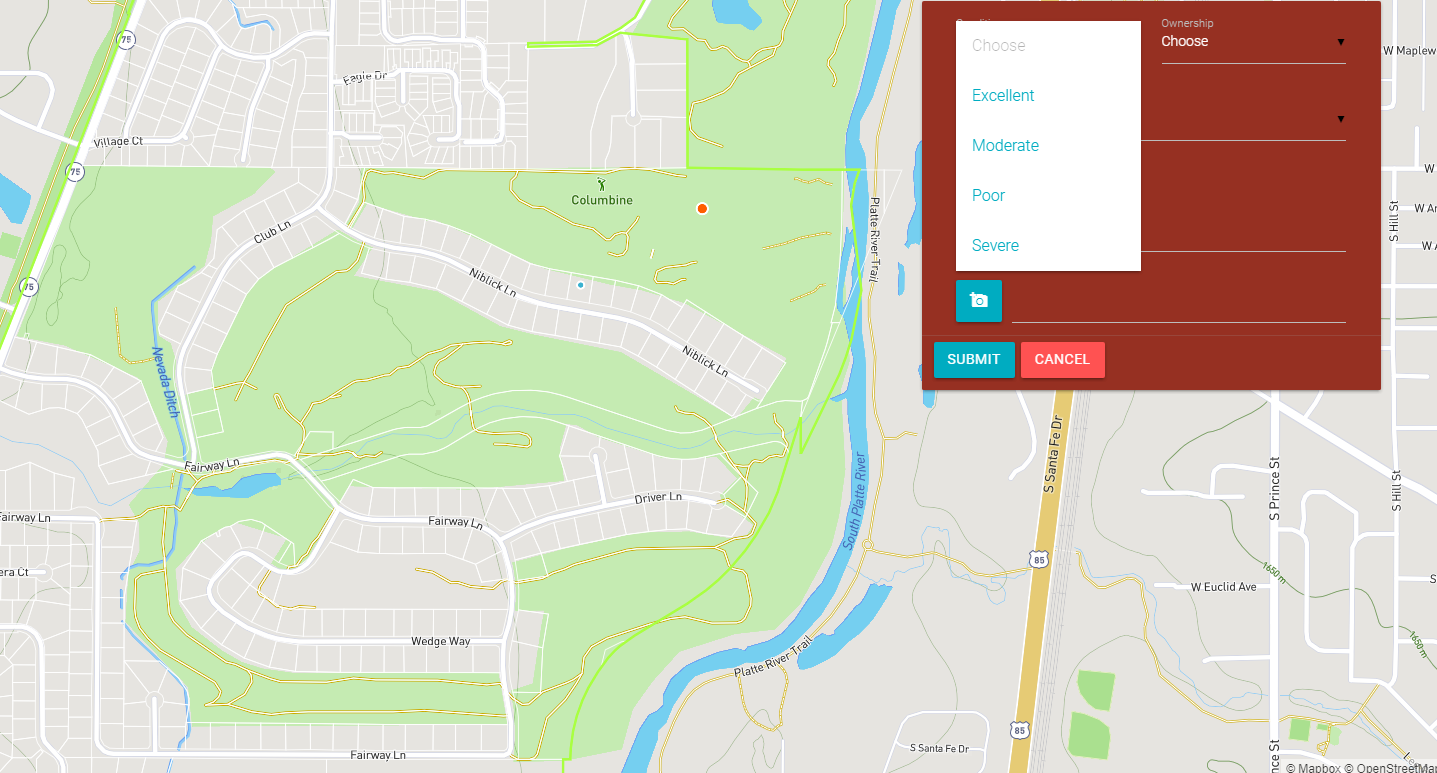 75
Eagle Dr
Village Ct
75
Columbine
Club Ln
Platte River Trail
Niblick Ln
75
Niblick Ln
Nevada Ditch
Fairway Ln
Driver Ln
Fairway Ln
Fairway Ln
South Platte River
Wedge Way
Platte River Trail
Fairway Ln
Ownership
Choose
Choose
Excellent
Moderate
Poor
Severe
SUBMIT
CANCEL
W Maplew
S Hill St
S Santa Fe Dr
S Prince St
S Hill St
85
1650 m
W Euclid Ave
1650 m
85
S Santa Fe Dr
© Mapbox © OpenStreetMap